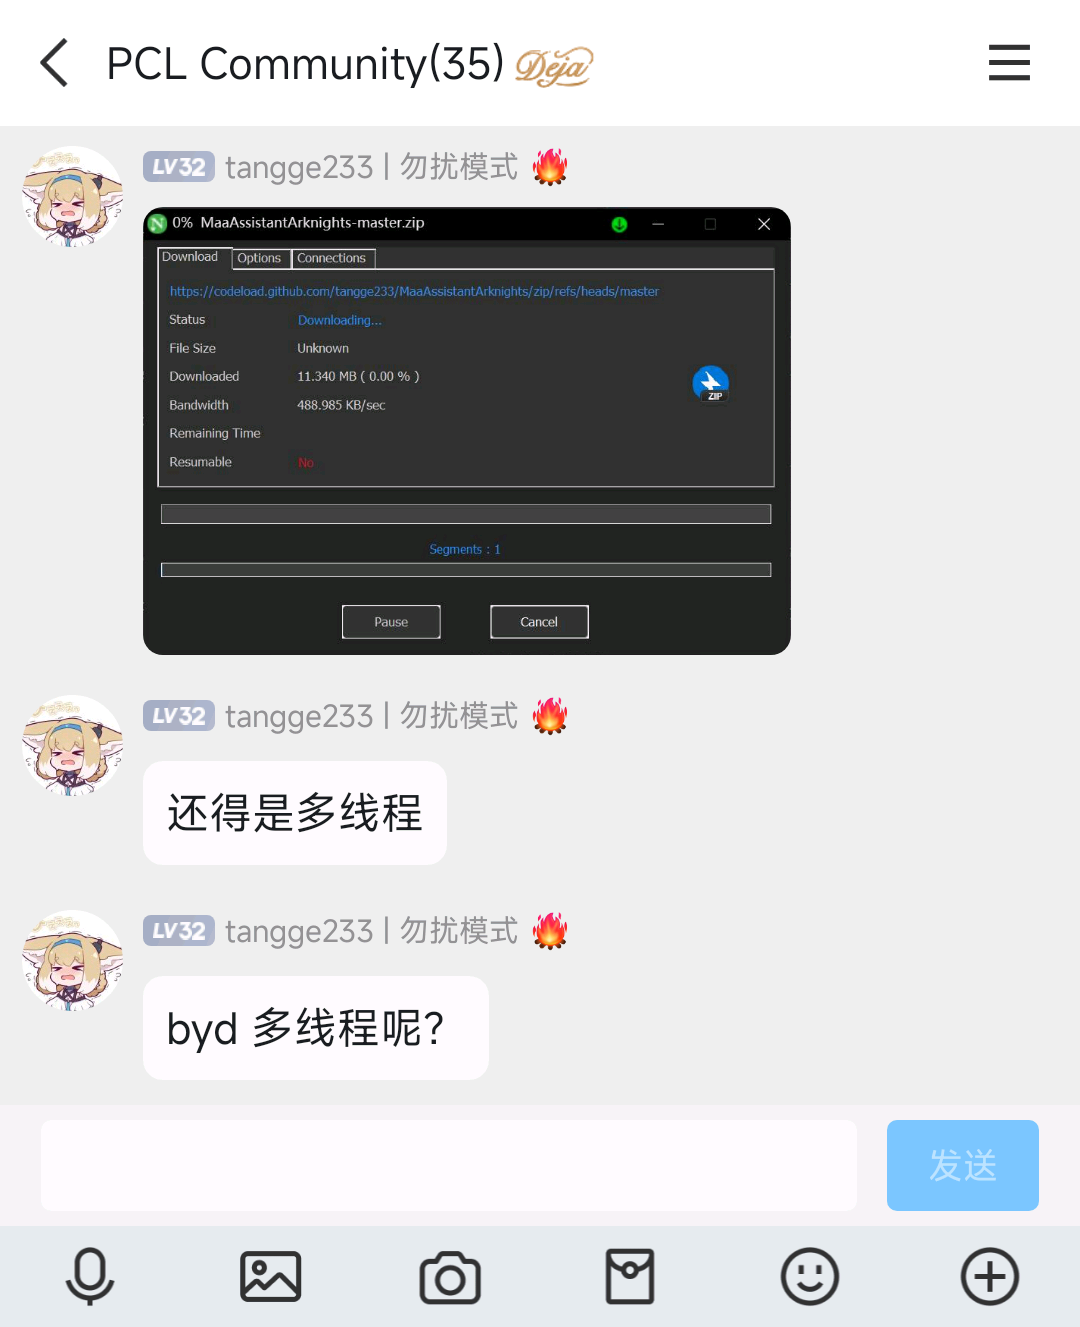 PCL Community(35) Deja
LV32 tangge233 | 勿扰模式
N 0% MaaAssistantArknights-master.zip
Download Options Connections
https://codeload.github.com/tangge233/MaaAssistantArknights/zip/refs/heads/master
Status Downloading...
File Size Unknown
Downloaded 11.340 MB ( 0.00 % )
ZIP
Bandwidth 488.985 KB/sec
Remaining Time
Resumable No
Segments : 1
Pause Cancel
LV32 tangge233 | 勿扰模式
还得是多线程
LV32 tangge233 | 勿扰模式
byd 多线程呢？
发送